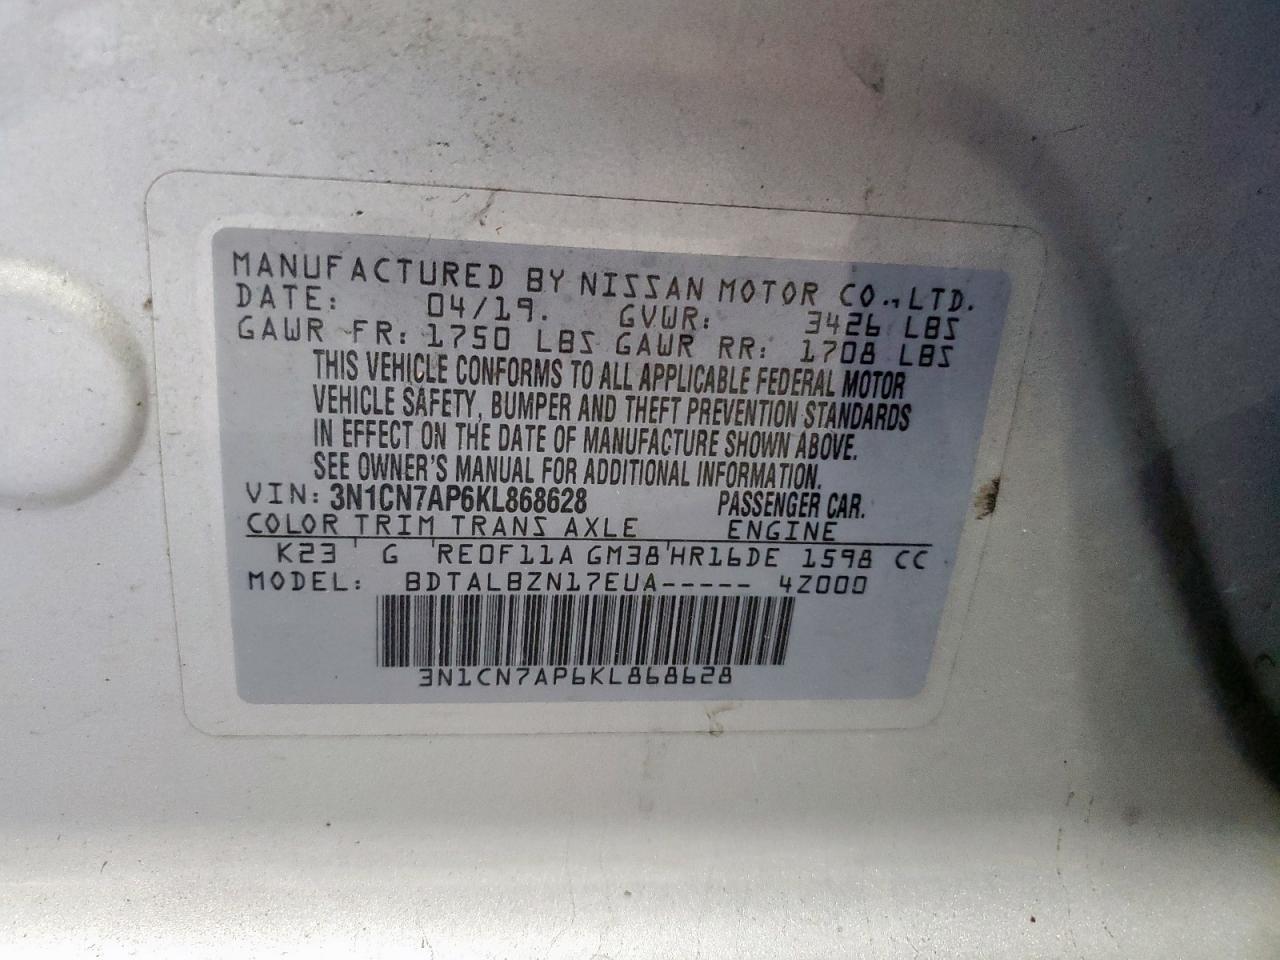 MANUFACTURED BY NISSAN MOTOR CO.,LTD.
DATE: 04/19. GVWR: 3426 LBS
GAWR FR: 1750 LBS GAWR RR: 1708 LBS
THIS VEHICLE CONFORMS TO ALL APPLICABLE FEDERAL MOTOR
VEHICLE SAFETY, BUMPER AND THEFT PREVENTION STANDARDS
IN EFFECT ON THE DATE OF MANUFACTURE SHOWN ABOVE.
SEE OWNER'S MANUAL FOR ADDITIONAL INFORMATION.
VIN: 3N1CN7AP6KL868628 PASSENGER CAR.
COLOR TRIM TRANS AXLE ENGINE
K23 G RE0F11A GM38 HR16DE 1598 CC
MODEL: BDTALBZN17EUA----- 4Z000
3N1CN7AP6KL868628